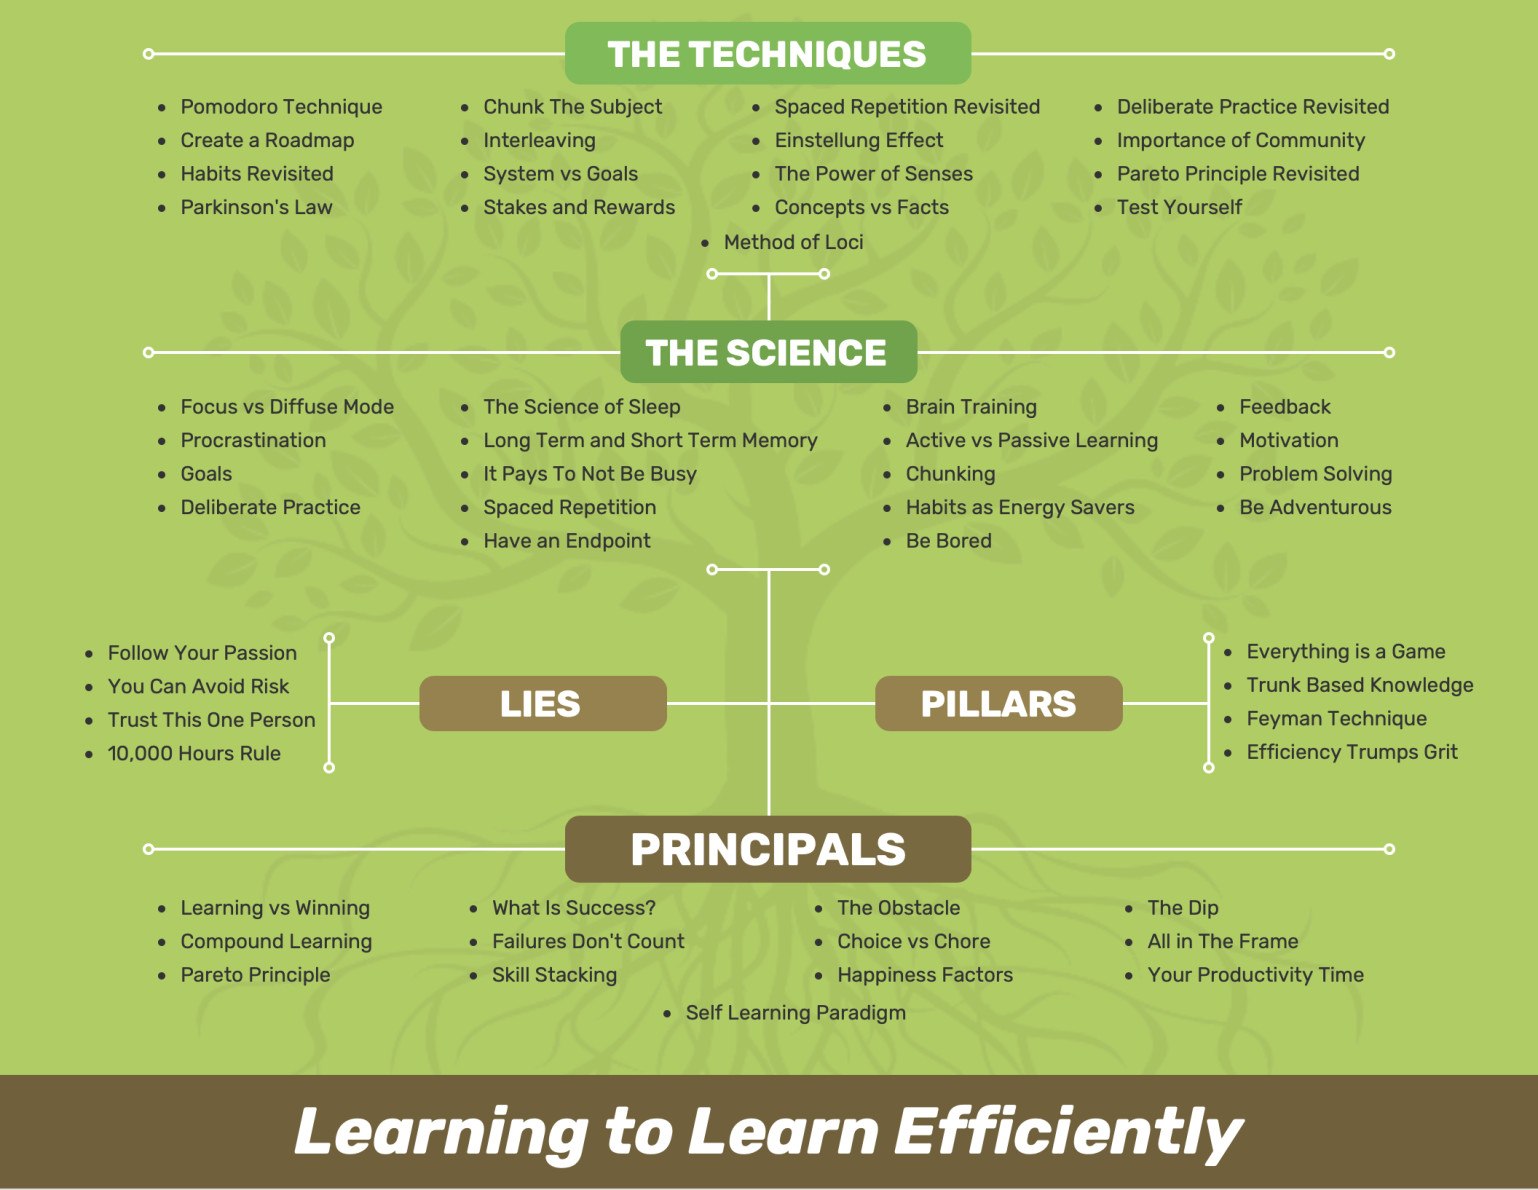 THE TECHNIQUES
• Pomodoro Technique
• Create a Roadmap
• Habits Revisited
• Parkinson's Law
• Chunk The Subject
• Interleaving
• System vs Goals
• Stakes and Rewards
• Spaced Repetition Revisited
• Einstellung Effect
• The Power of Senses
• Concepts vs Facts
• Deliberate Practice Revisited
• Importance of Community
• Pareto Principle Revisited
• Test Yourself
• Method of Loci
THE SCIENCE
• Focus vs Diffuse Mode
• Procrastination
• Goals
• Deliberate Practice
• The Science of Sleep
• Long Term and Short Term Memory
• It Pays To Not Be Busy
• Spaced Repetition
• Have an Endpoint
• Brain Training
• Active vs Passive Learning
• Chunking
• Habits as Energy Savers
• Be Bored
• Feedback
• Motivation
• Problem Solving
• Be Adventurous
• Follow Your Passion
• You Can Avoid Risk
• Trust This One Person
• 10,000 Hours Rule
LIES
PILLARS
• Everything is a Game
• Trunk Based Knowledge
• Feyman Technique
• Efficiency Trumps Grit
PRINCIPALS
• Learning vs Winning
• Compound Learning
• Pareto Principle
• What Is Success?
• Failures Don't Count
• Skill Stacking
• The Obstacle
• Choice vs Chore
• Happiness Factors
• The Dip
• All in The Frame
• Your Productivity Time
• Self Learning Paradigm
Learning to Learn Efficiently